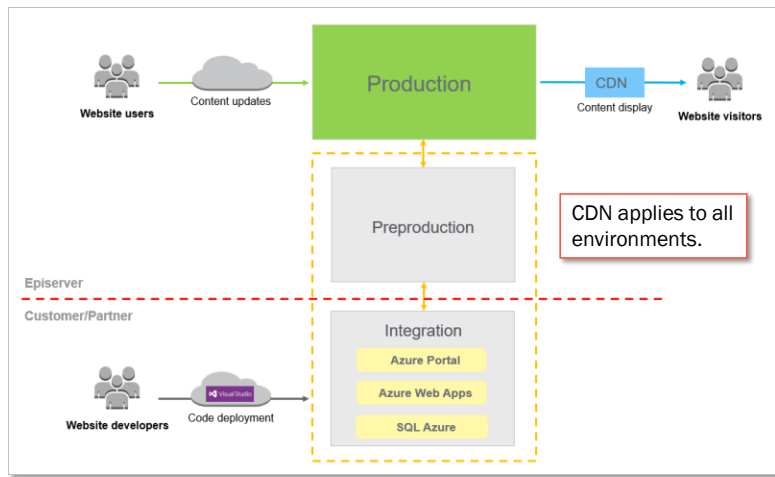 Production
CDN
Website users
Content updates
Content display
Website visitors
Preproduction
CDN applies to all
environments.
Episerver
Customer/Partner
Integration
Azure Portal
Azure Web Apps
SQL Azure
Visual Studio
Website developers
Code deployment